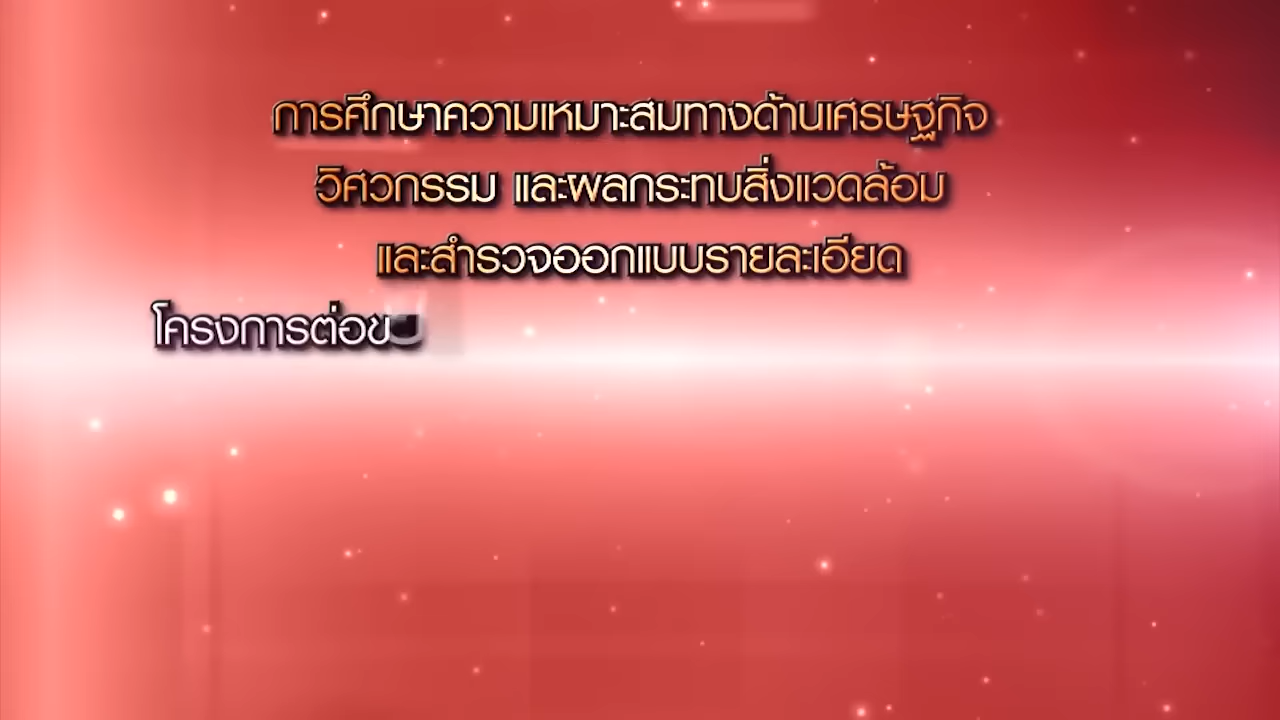 การศึกษาความเหมาะสมทางด้านเศรษฐกิจ
วิศวกรรม และผลกระทบสิ่งแวดล้อม
และสำรวจออกแบบรายละเอียด
โครงการต่อข